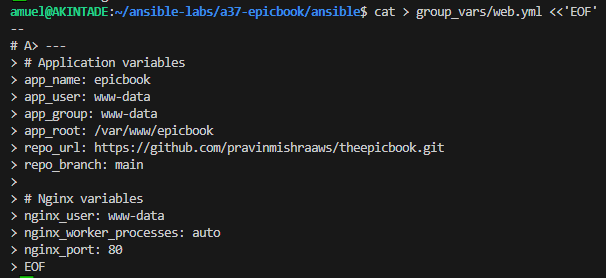 amuel@AKINTADE:~/ansible-labs/a37-epicbook/ansible$ cat > group_vars/web.yml <<'EOF'
--
# A> ---
> # Application variables
> app_name: epicbook
> app_user: www-data
> app_group: www-data
> app_root: /var/www/epicbook
> repo_url: https://github.com/pravinmishraaws/theepicbook.git
> repo_branch: main
>
> # Nginx variables
> nginx_user: www-data
> nginx_worker_processes: auto
> nginx_port: 80
> EOF